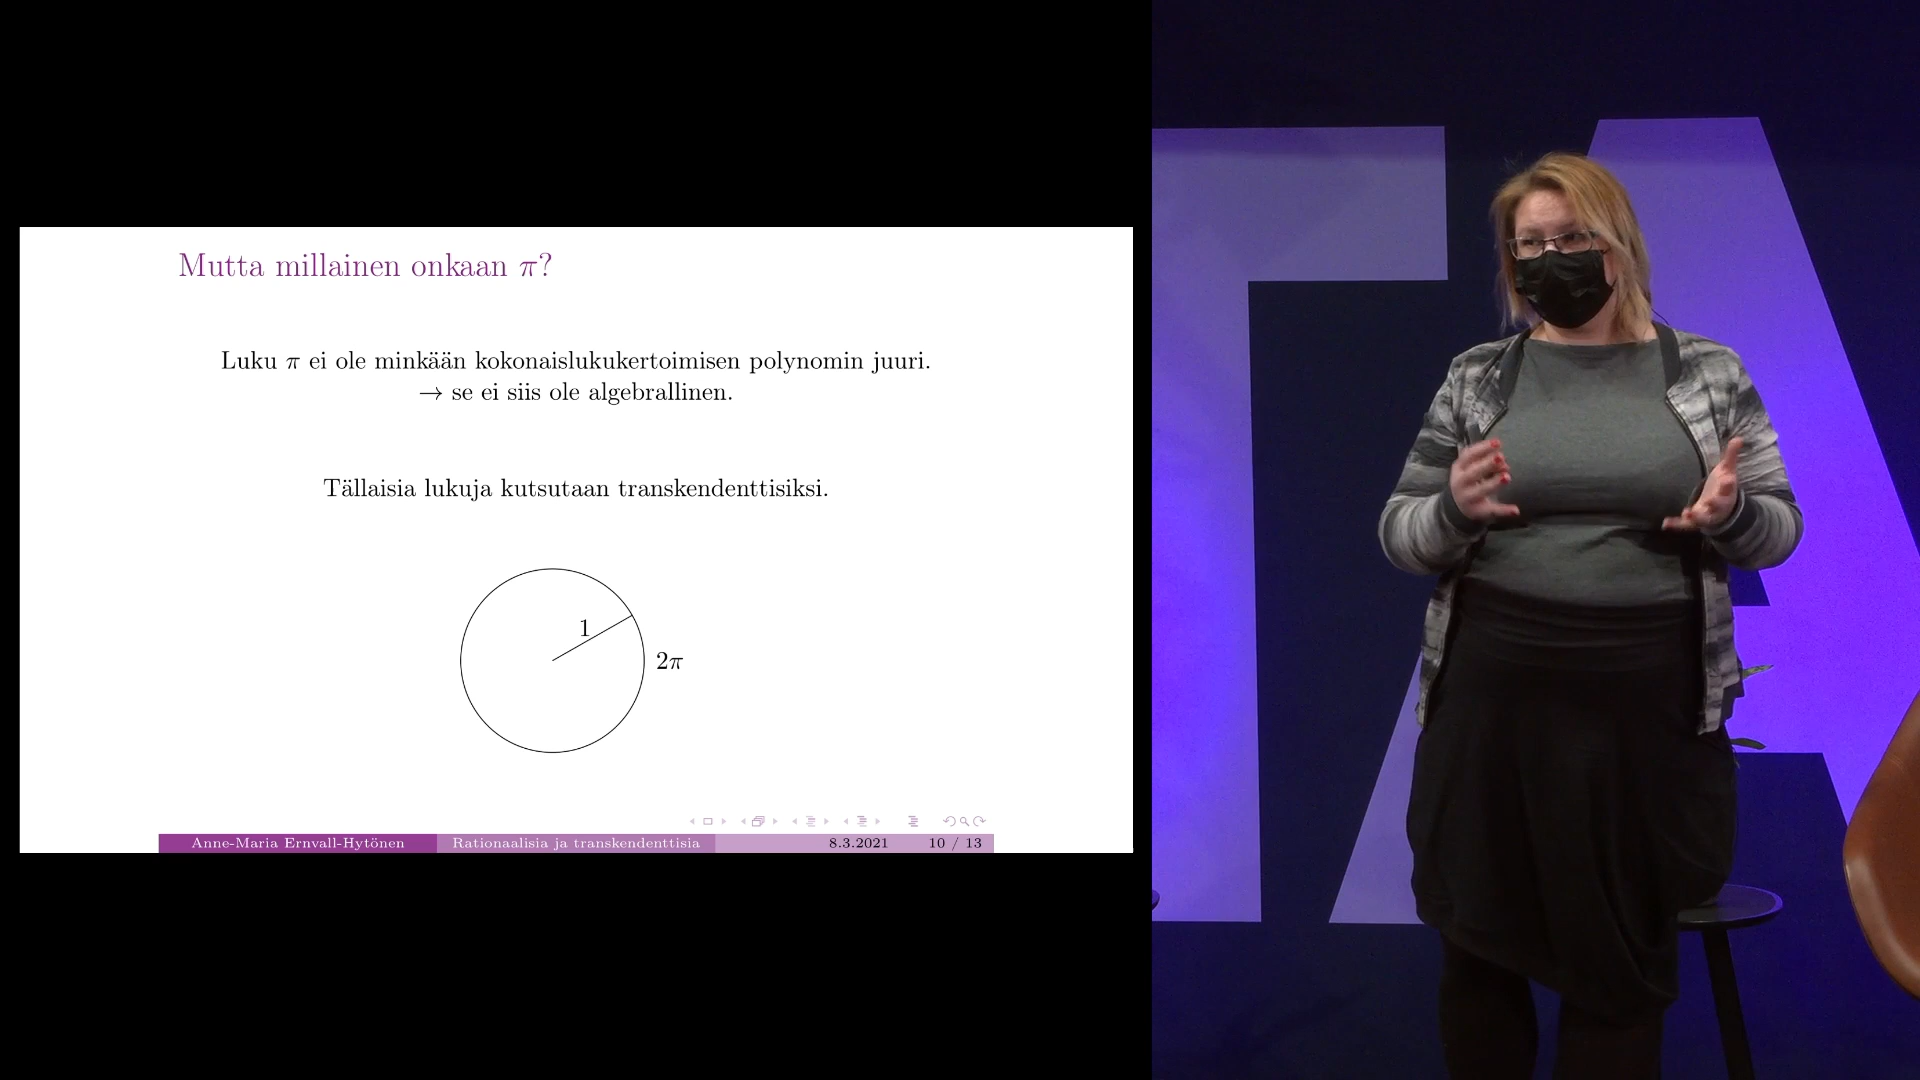 Mutta millainen onkaan π?
Luku π ei ole minkään kokonaislukukertoimisen polynomin juuri.
→ se ei siis ole algebrallinen.
Tällaisia lukuja kutsutaan transkendenttisiksi.
1
2π
Anne-Maria Ernvall-Hytönen Rationaalisia ja transkendenttisia 8.3.2021 10 / 13
TA